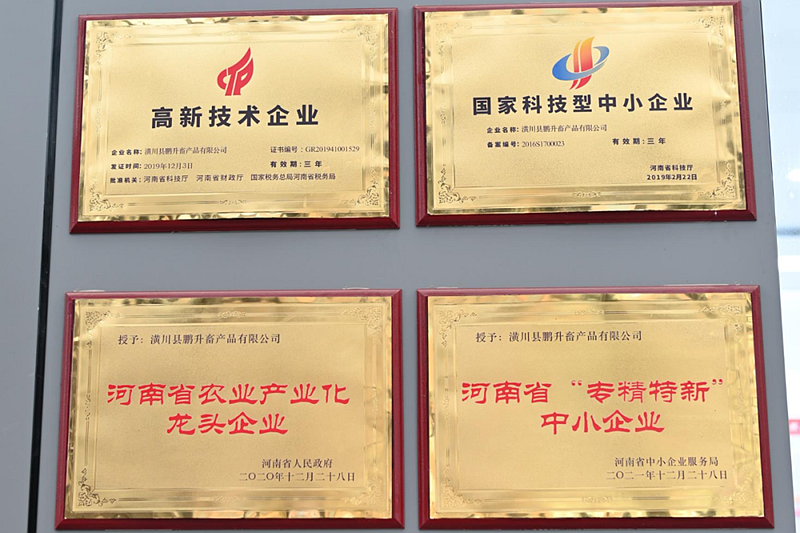 高新技术企业
企业名称：潢川县鹏升畜产品有限公司 证书编号：GR201941001529
发证时间：2019年12月3日 有效期：三年
批准机关：河南省科技厅 河南省财政厅 国家税务总局河南省税务局
国家科技型中小企业
企业名称：潢川县鹏升畜产品有限公司
备案编号：2016S1700023 有效期：三年
河南省科技厅
2019年2月22日
授予：潢川县鹏升畜产品有限公司
河南省农业产业化
龙头企业
河南省人民政府
二〇二〇年十二月二十八日
授予：潢川县鹏升畜产品有限公司
河南省“专精特新”
中小企业
河南省中小企业服务局
二〇二一年十二月二十八日